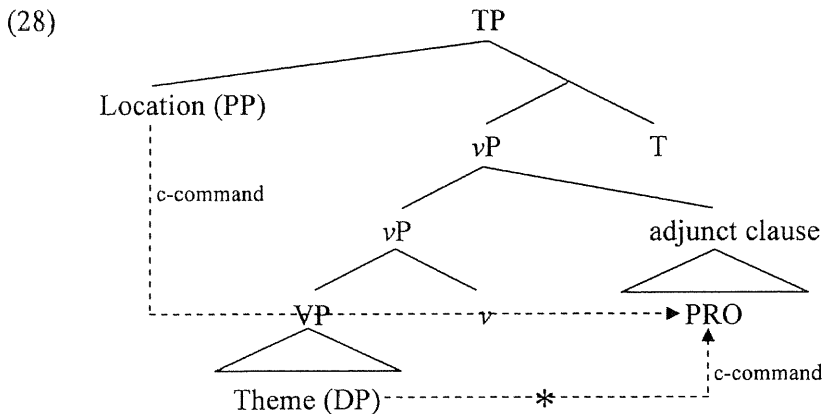 (28) TP
Location (PP)
vP T
c-command
vP adjunct clause
VP v PRO
c-command
Theme (DP) *